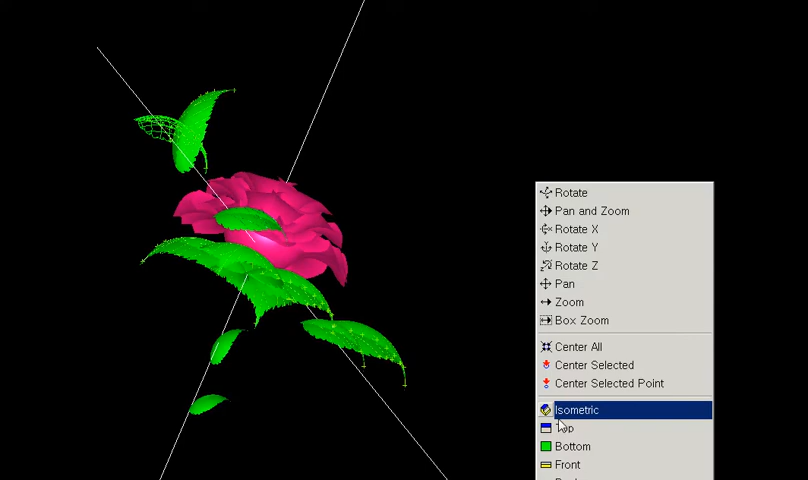 Rotate
Pan and Zoom
Rotate X
Rotate Y
Rotate Z
Pan
Zoom
Box Zoom
Center All
Center Selected
Center Selected Point
Isometric
Top
Bottom
Front